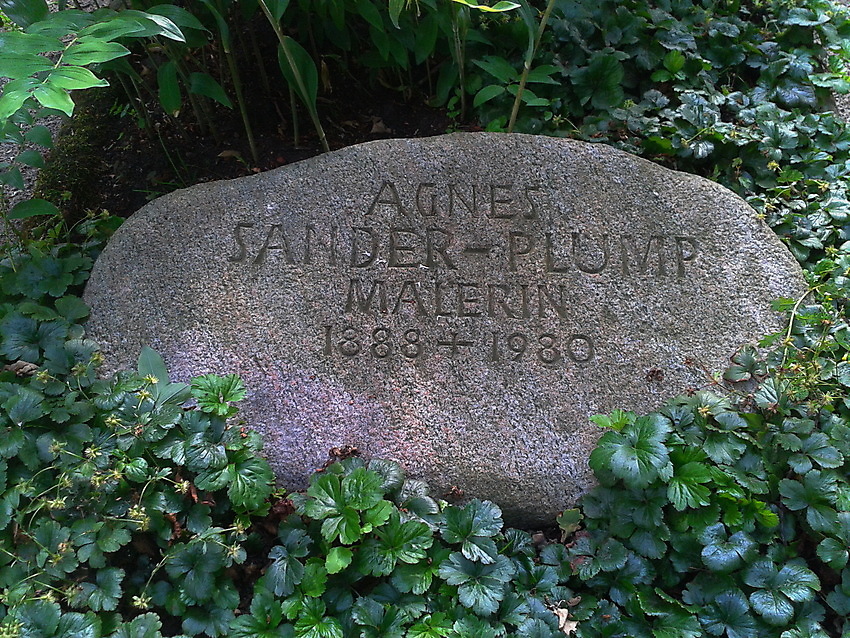 AGNES
SANDER-PLUMP
MALERIN
1888+1980